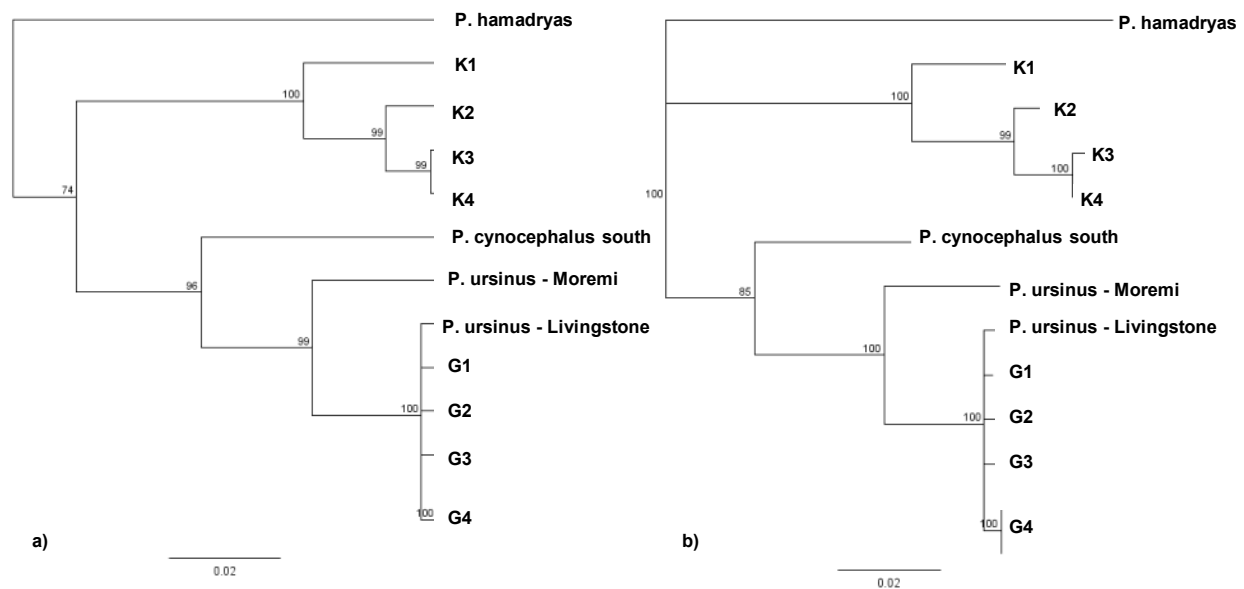 P. hamadryas
K1
100
K2
99
K3
99
K4
74
P. cynocephalus south
96
P. ursinus - Moremi
99
P. ursinus - Livingstone
G1
100
G2
G3
100
G4
a)
0.02
P. hamadryas
K1
100
K2
99
K3
100
K4
100
P. cynocephalus south
85
P. ursinus - Moremi
100
P. ursinus - Livingstone
G1
100
G2
G3
100
G4
b)
0.02